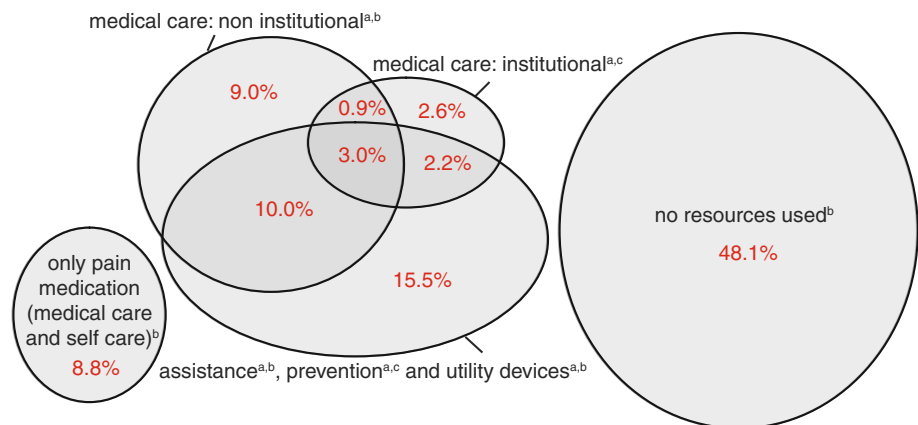 medical care: non institutionalᵃ,ᵇ
medical care: institutionalᵃ,ᶜ
9.0%
0.9%
2.6%
3.0%
2.2%
10.0%
no resources usedᵇ
48.1%
only pain
medication
(medical care
and self care)ᵇ
8.8%
15.5%
assistanceᵃ,ᵇ, preventionᵃ,ᶜ and utility devicesᵃ,ᵇ